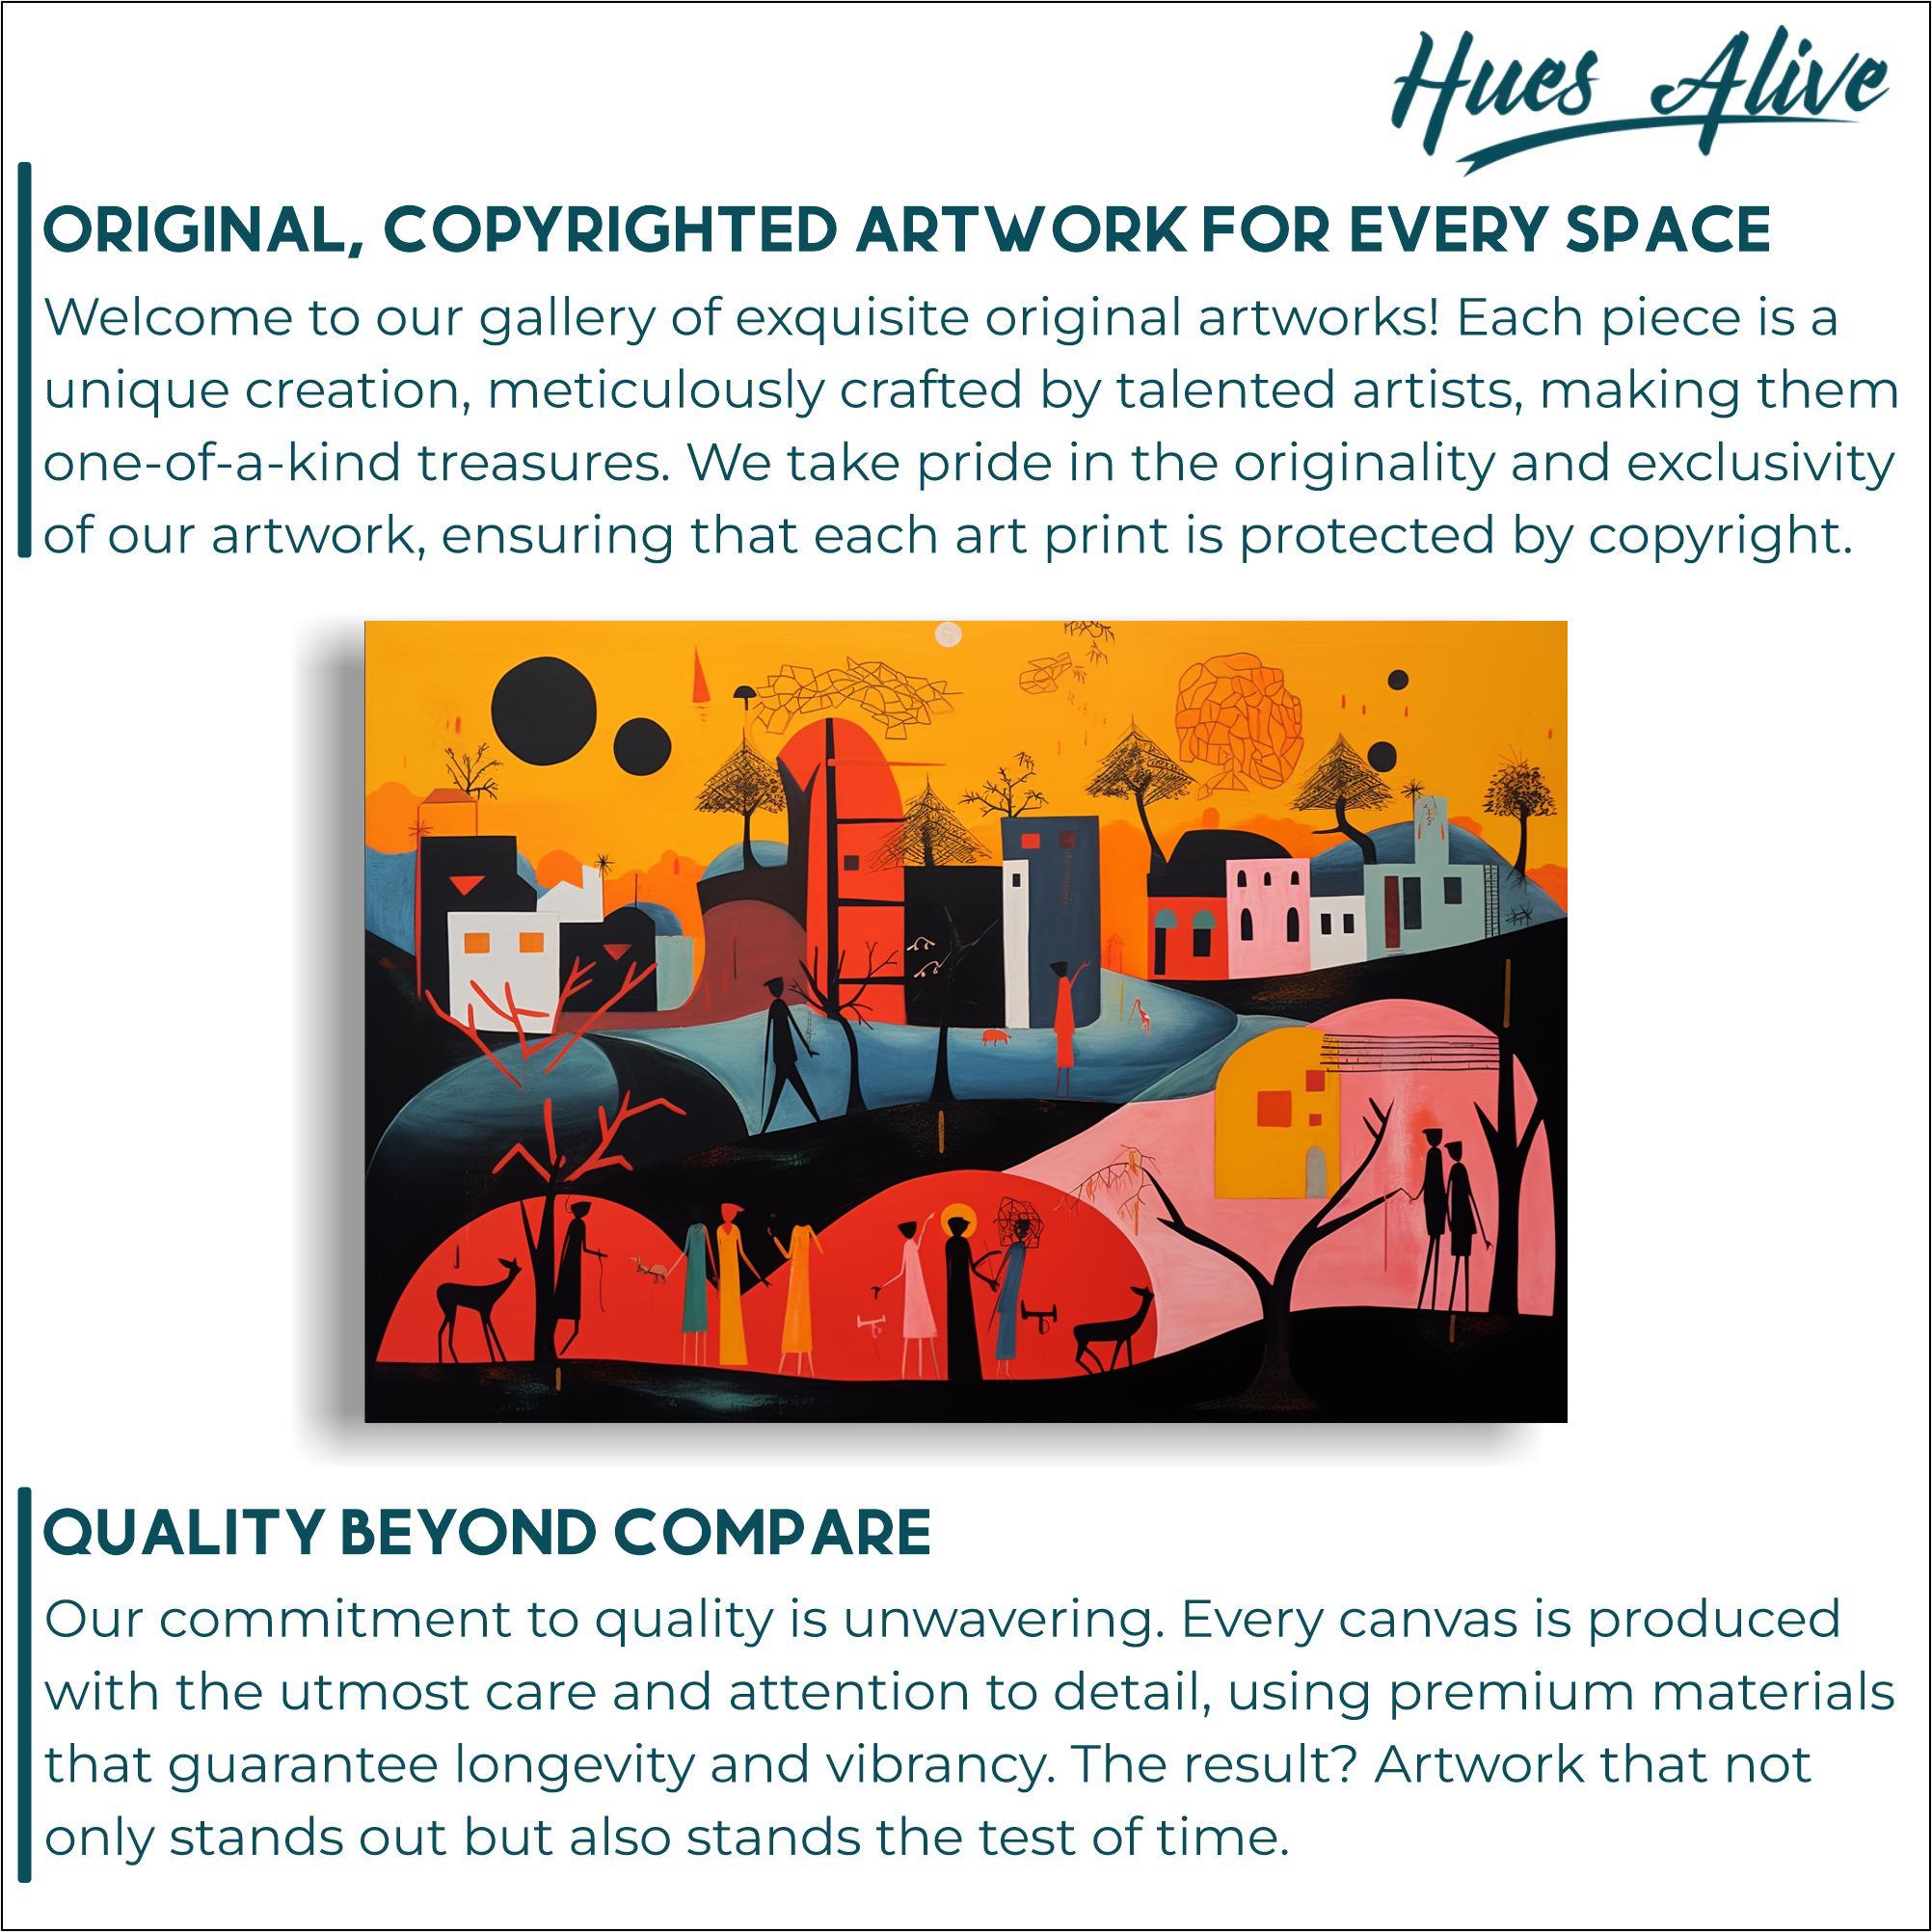 Hues Alive
ORIGINAL, COPYRIGHTED ARTWORK FOR EVERY SPACE
Welcome to our gallery of exquisite original artworks! Each piece is a
unique creation, meticulously crafted by talented artists, making them
one-of-a-kind treasures. We take pride in the originality and exclusivity
of our artwork, ensuring that each art print is protected by copyright.
QUALITY BEYOND COMPARE
Our commitment to quality is unwavering. Every canvas is produced
with the utmost care and attention to detail, using premium materials
that guarantee longevity and vibrancy. The result? Artwork that not
only stands out but also stands the test of time.